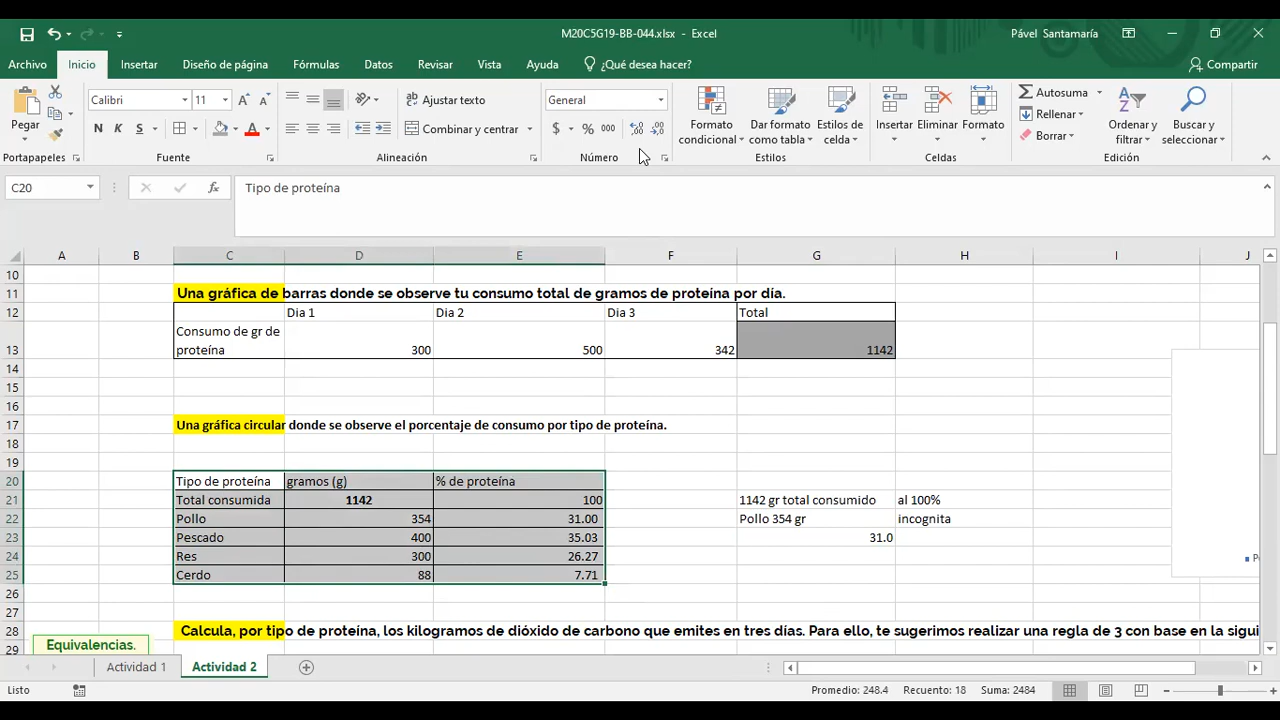 M20C5G19-BB-044.xlsx - Excel
Pável Santamaría
Archivo Inicio Insertar Diseño de página Fórmulas Datos Revisar Vista Ayuda ¿Qué desea hacer? Compartir
Pegar
Portapapeles
Calibri 11
N K S
Fuente
Ajustar texto
Combinar y centrar
Alineación
General
$ % 000
Número
Formato condicional
Dar formato como tabla
Estilos de celda
Estilos
Insertar Eliminar Formato
Celdas
Autosuma
Rellenar
Borrar
Ordenar y filtrar
Buscar y seleccionar
Edición
C20 fx Tipo de proteína
A B C D E F G H I J
10
11 Una gráfica de barras donde se observe tu consumo total de gramos de proteina por día.
12 Dia 1 Dia 2 Dia 3 Total
13 Consumo de gr de proteína 300 500 342 1142
14
15
16
17 Una gráfica circular donde se observe el porcentaje de consumo por tipo de proteína.
18
19
20 Tipo de proteína gramos (g) % de proteína
21 Total consumida 1142 100 1142 gr total consumido al 100%
22 Pollo 354 31.00 Pollo 354 gr incognita
23 Pescado 400 35.03 31.0
24 Res 300 26.27
25 Cerdo 88 7.71
26
27
28 Calcula, por tipo de proteína, los kilogramos de dióxido de carbono que emites en tres días. Para ello, te sugerimos realizar una regla de 3 con base en la sigui
29
Equivalencias.
Actividad 1 Actividad 2
Listo Promedio: 248.4 Recuento: 18 Suma: 2484